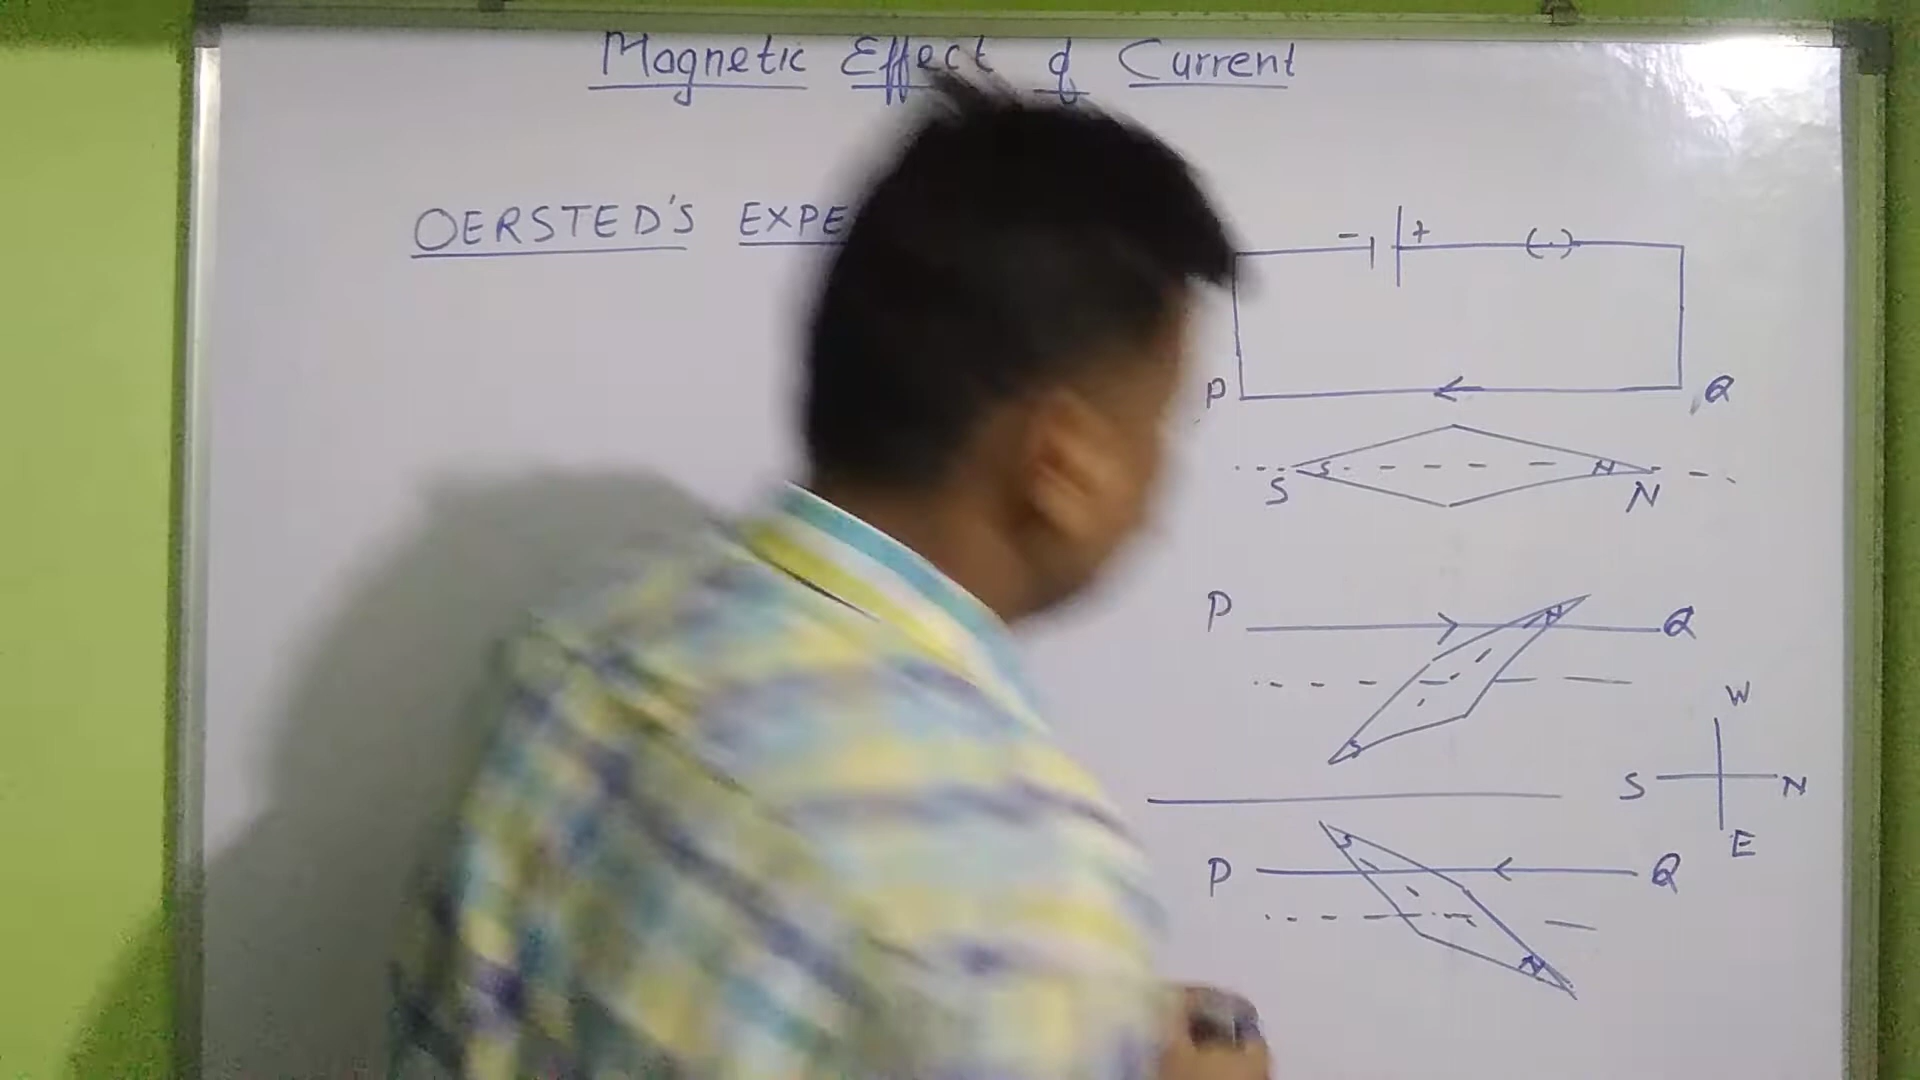 Magnetic Effect of Current
OERSTED'S EXPE
- +
(.)
P Q
S N
S N
P Q
N
S
W
S N
E
P Q
S
N